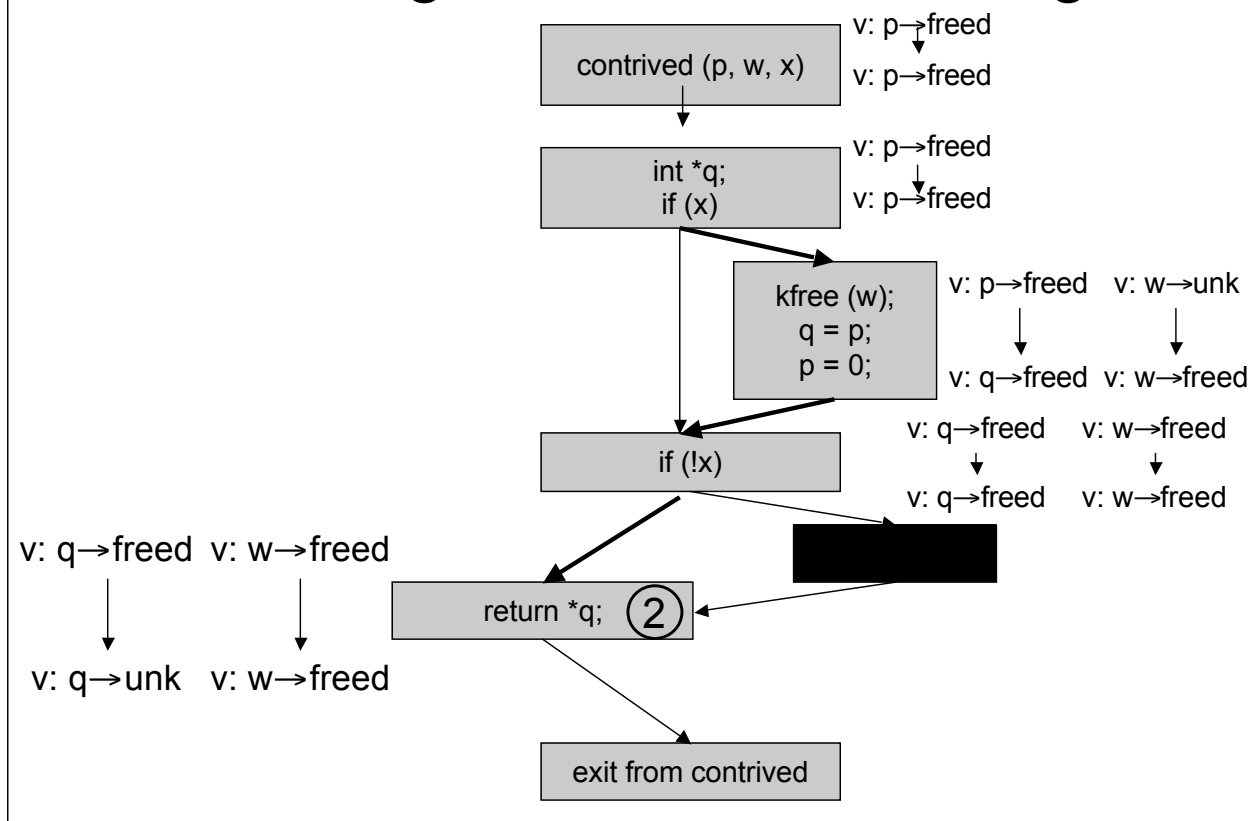 v: p→freed
contrived (p, w, x)
v: p→freed
v: p→freed
int *q;
if (x)
v: p→freed
kfree (w);
q = p;
p = 0;
v: p→freed v: w→unk
v: q→freed v: w→freed
v: q→freed v: w→freed
if (!x)
v: q→freed v: w→freed
v: q→freed v: w→freed
return *q; 2
v: q→unk v: w→freed
exit from contrived